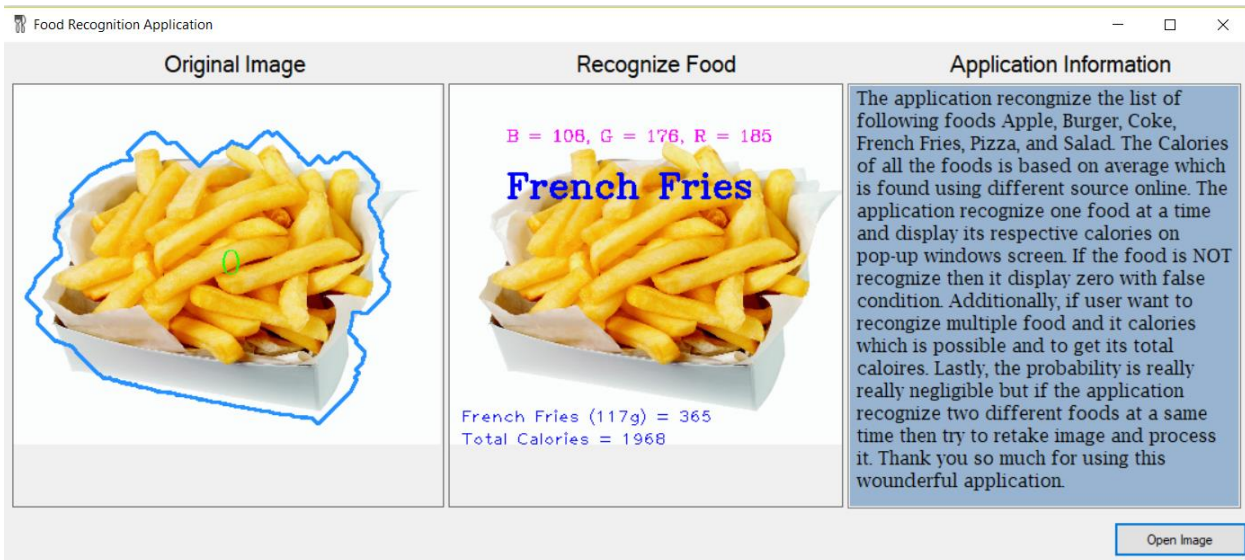 Food Recognition Application
Original Image
Recognize Food
Application Information
B = 106, G = 176, R = 185
French Fries
French Fries (117g) = 365
Total Calories = 1968
The application recongnize the list of
following foods Apple, Burger, Coke,
French Fries, Pizza, and Salad. The Calories
of all the foods is based on average which
is found using different source online. The
application recognize one food at a time
and display its respective calories on
pop-up windows screen. If the food is NOT
recognize then it display zero with false
condition. Additionally, if user want to
recongize multiple food and it calories
which is possible and to get its total
caloires. Lastly, the probability is really
really negligible but if the application
recognize two different foods at a same
time then try to retake image and process
it. Thank you so much for using this
wounderful application.
Open Image